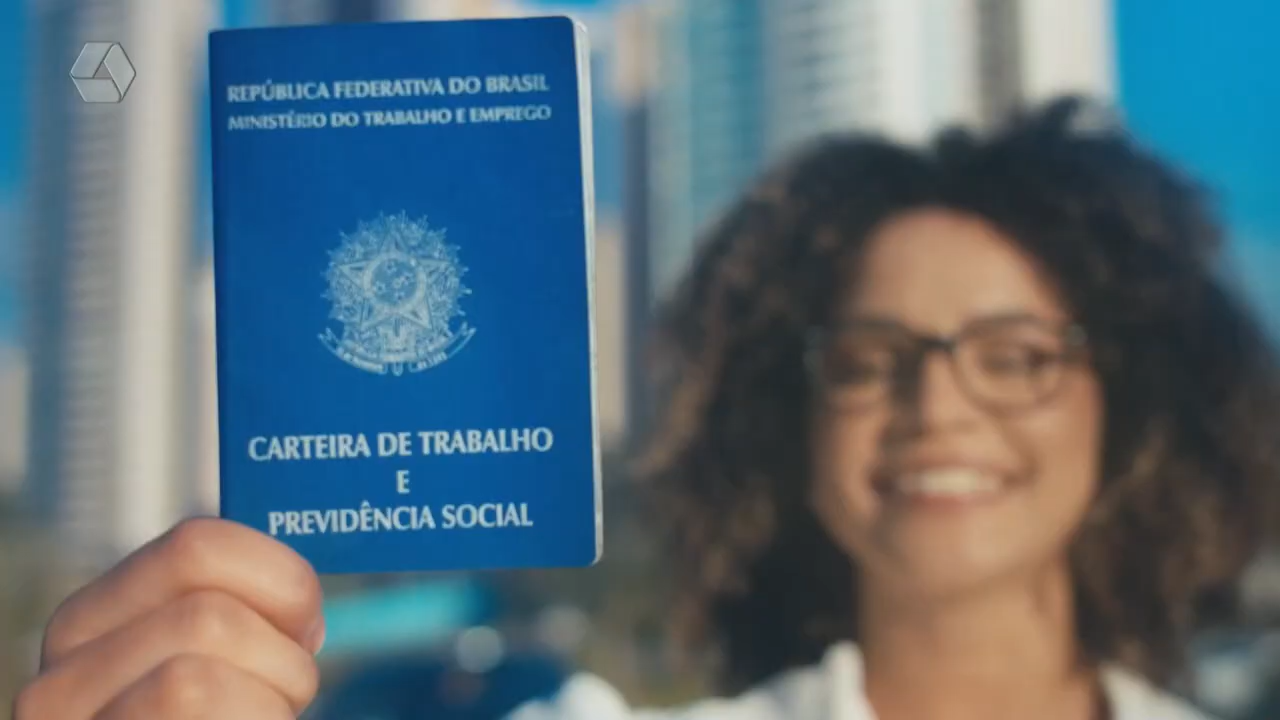 REPÚBLICA FEDERATIVA DO BRASIL
MINISTÉRIO DO TRABALHO E EMPREGO
CARTEIRA DE TRABALHO
E
PREVIDÊNCIA SOCIAL